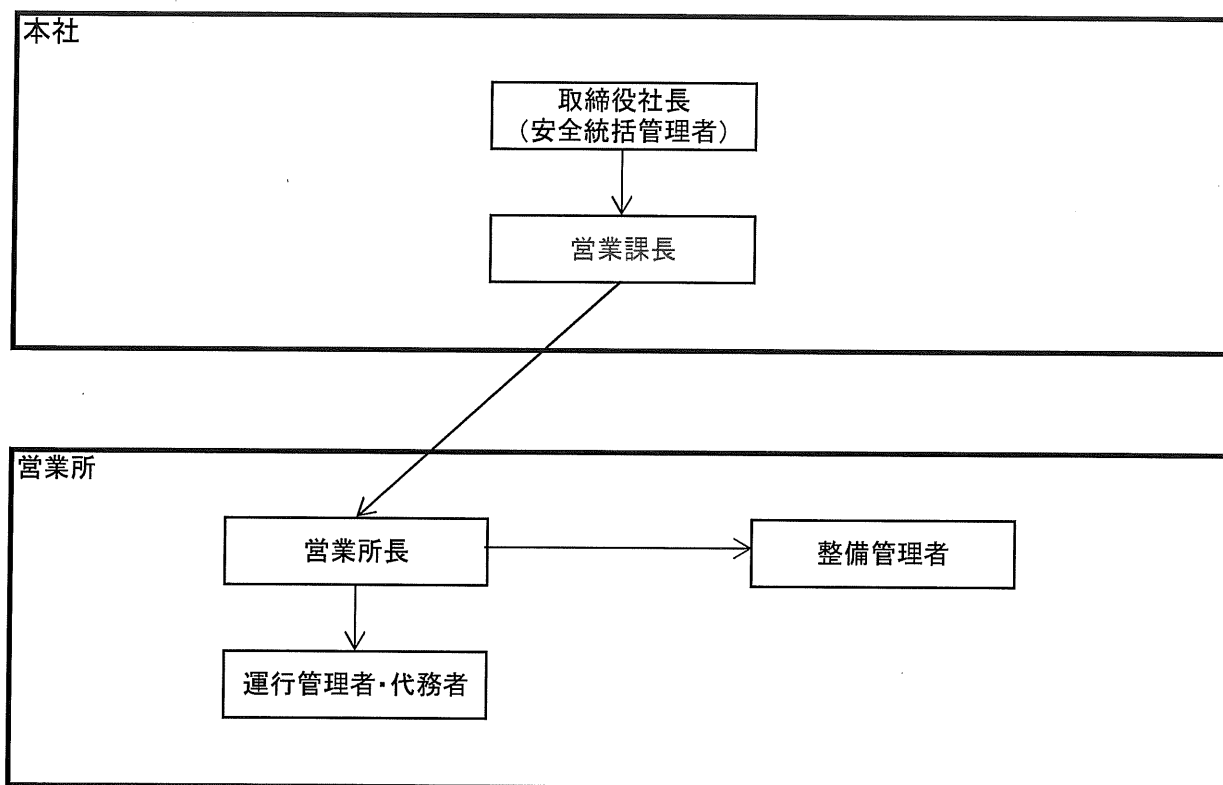 本社
取締役社長
（安全統括管理者）
営業課長
営業所
営業所長
整備管理者
運行管理者・代務者